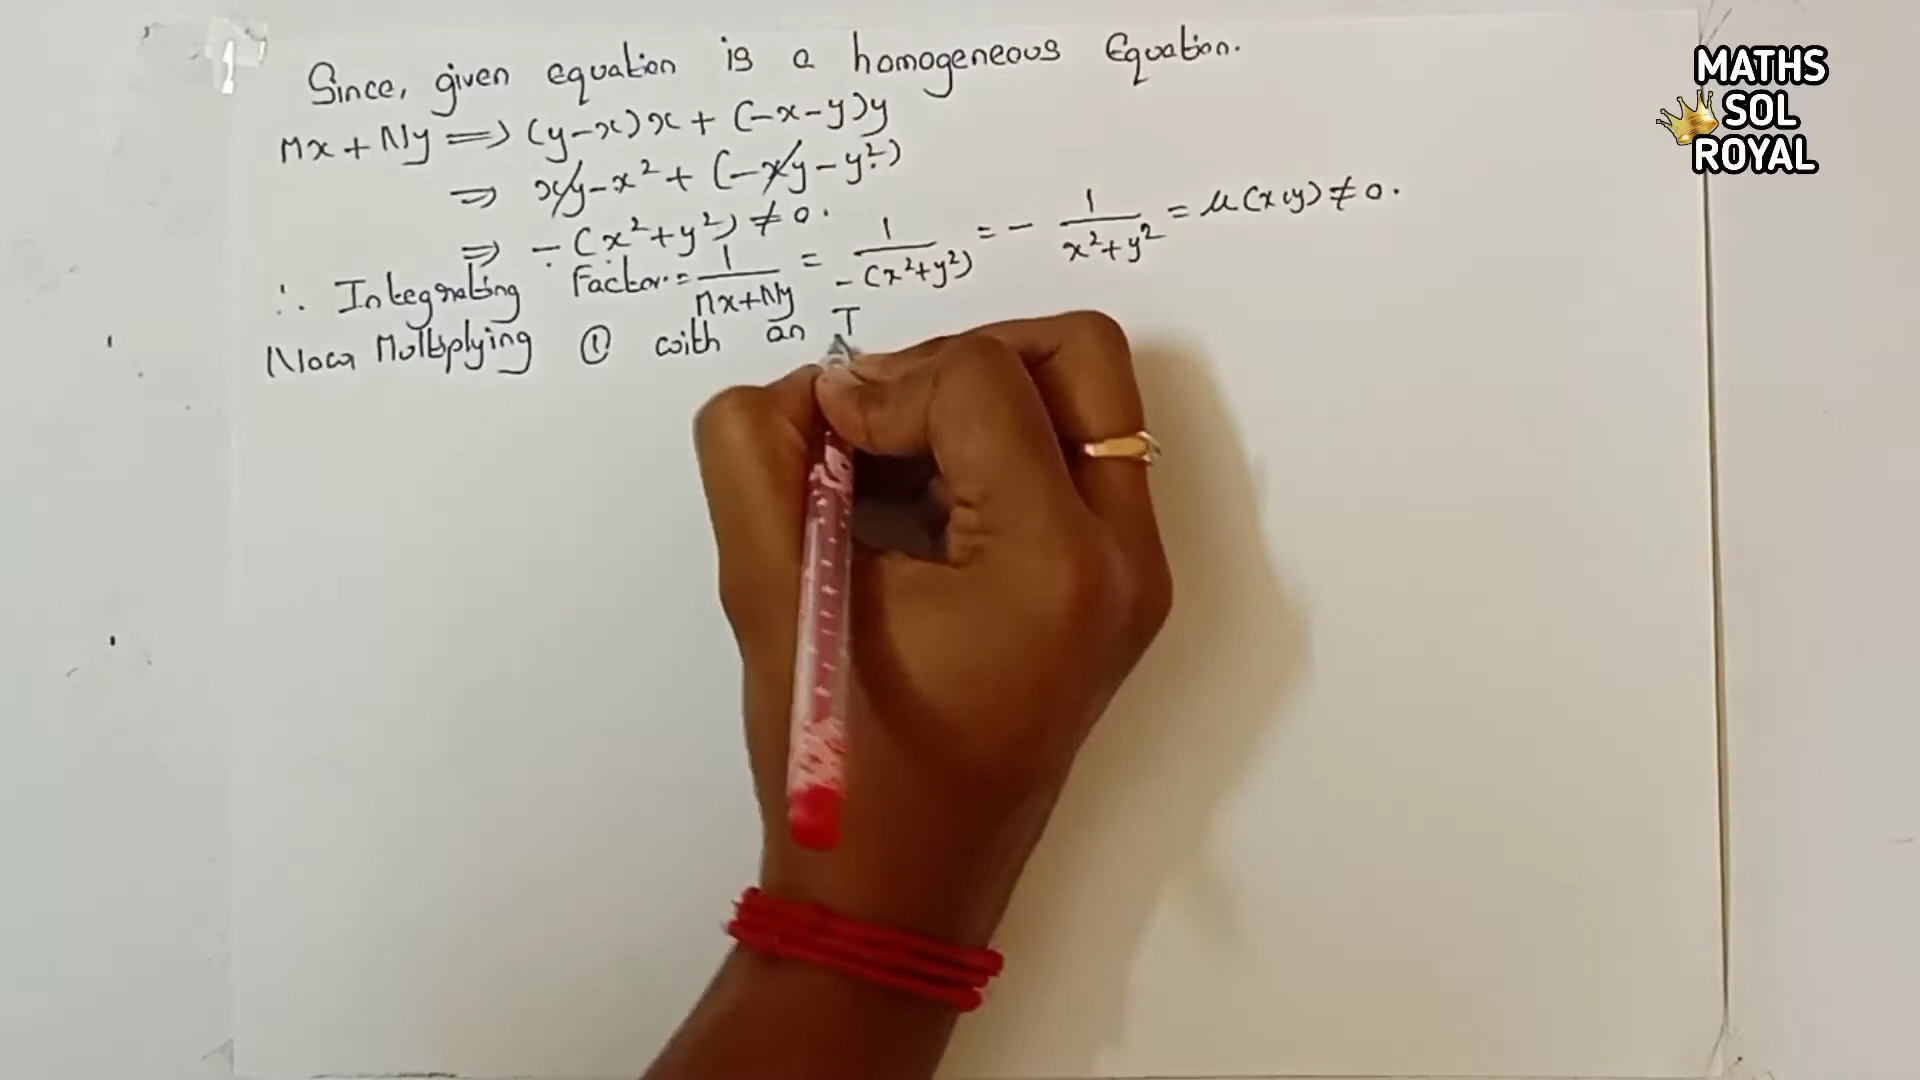 Since, given equation is a homogeneous Equation.
Mx + Ny ⟹ (y-x)x + (-x-y)y
⇒ xy-x² + (-xy-y²)
⇒ -(x²+y²) ≠ 0.
∴ Integrating Factor = 1/(Mx+Ny) = 1/(-(x²+y²)) = - 1/(x²+y²) = μ(x,y) ≠ 0.
Now Multiplying ① with an I
MATHS
SOL
ROYAL